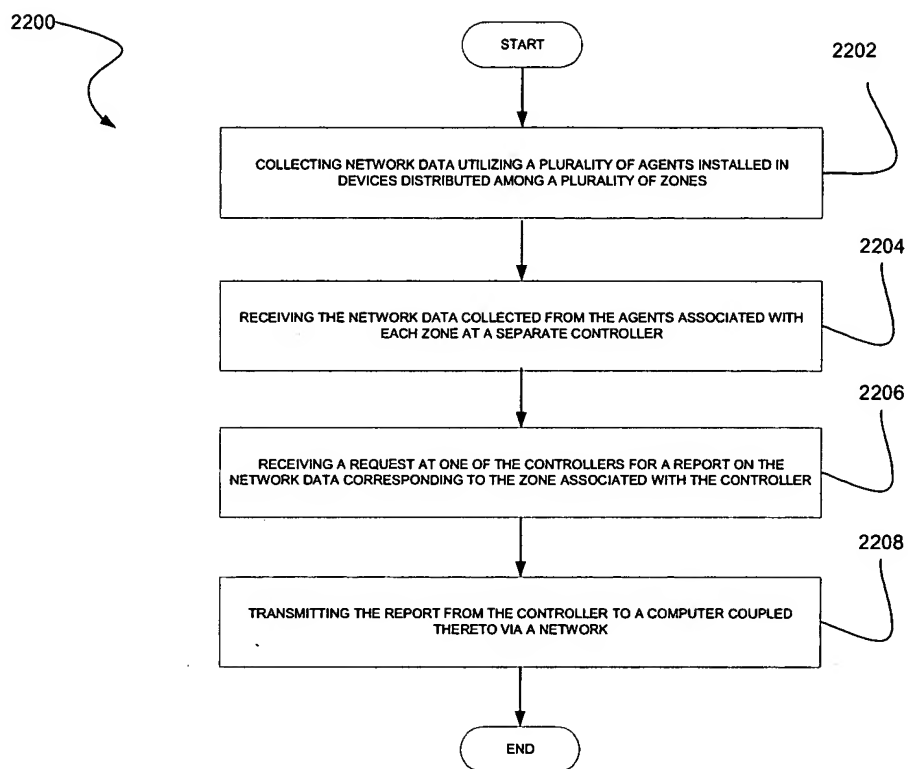 2200
START
2202
COLLECTING NETWORK DATA UTILIZING A PLURALITY OF AGENTS INSTALLED IN
DEVICES DISTRIBUTED AMONG A PLURALITY OF ZONES
2204
RECEIVING THE NETWORK DATA COLLECTED FROM THE AGENTS ASSOCIATED WITH
EACH ZONE AT A SEPARATE CONTROLLER
2206
RECEIVING A REQUEST AT ONE OF THE CONTROLLERS FOR A REPORT ON THE
NETWORK DATA CORRESPONDING TO THE ZONE ASSOCIATED WITH THE CONTROLLER
2208
TRANSMITTING THE REPORT FROM THE CONTROLLER TO A COMPUTER COUPLED
THERETO VIA A NETWORK
END